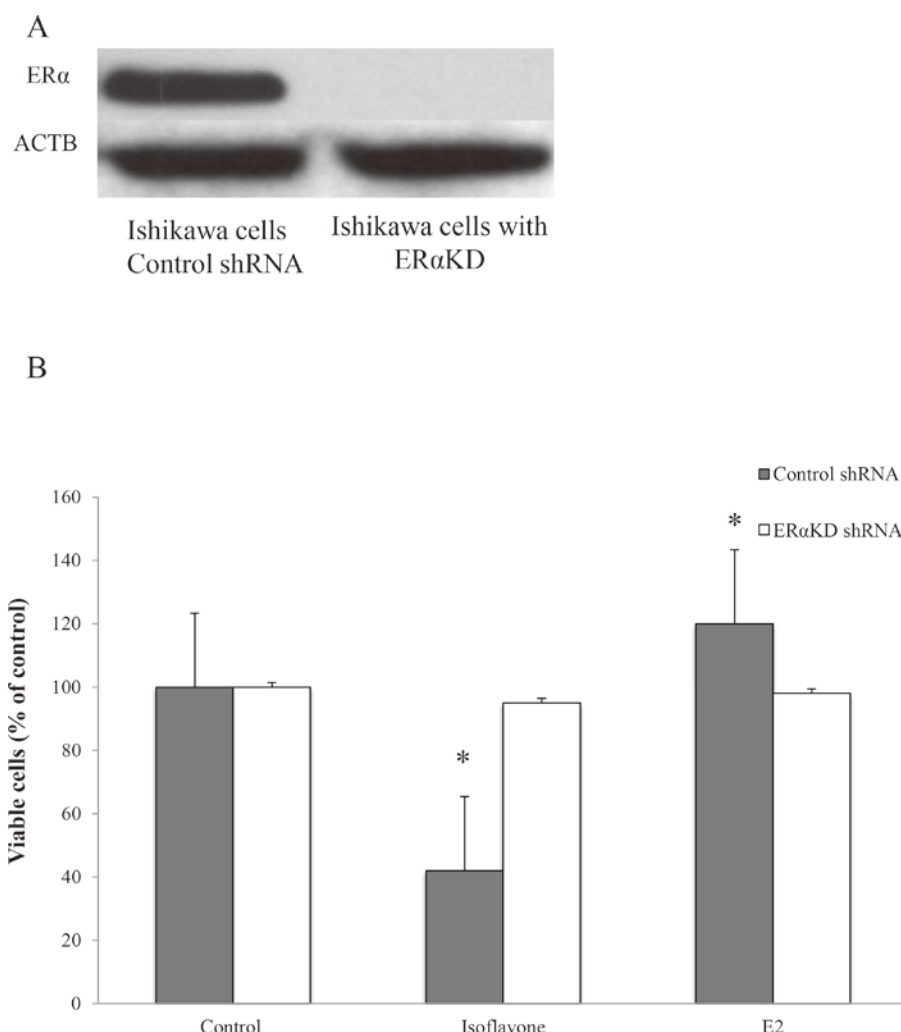 A
ERα
ACTB
Ishikawa cells
Control shRNA
Ishikawa cells with
ERαKD
B
Control shRNA
ERαKD shRNA
Viable cells (% of control)
160
140
120
100
80
60
40
20
0
*
*
Control
Isoflavone
E2